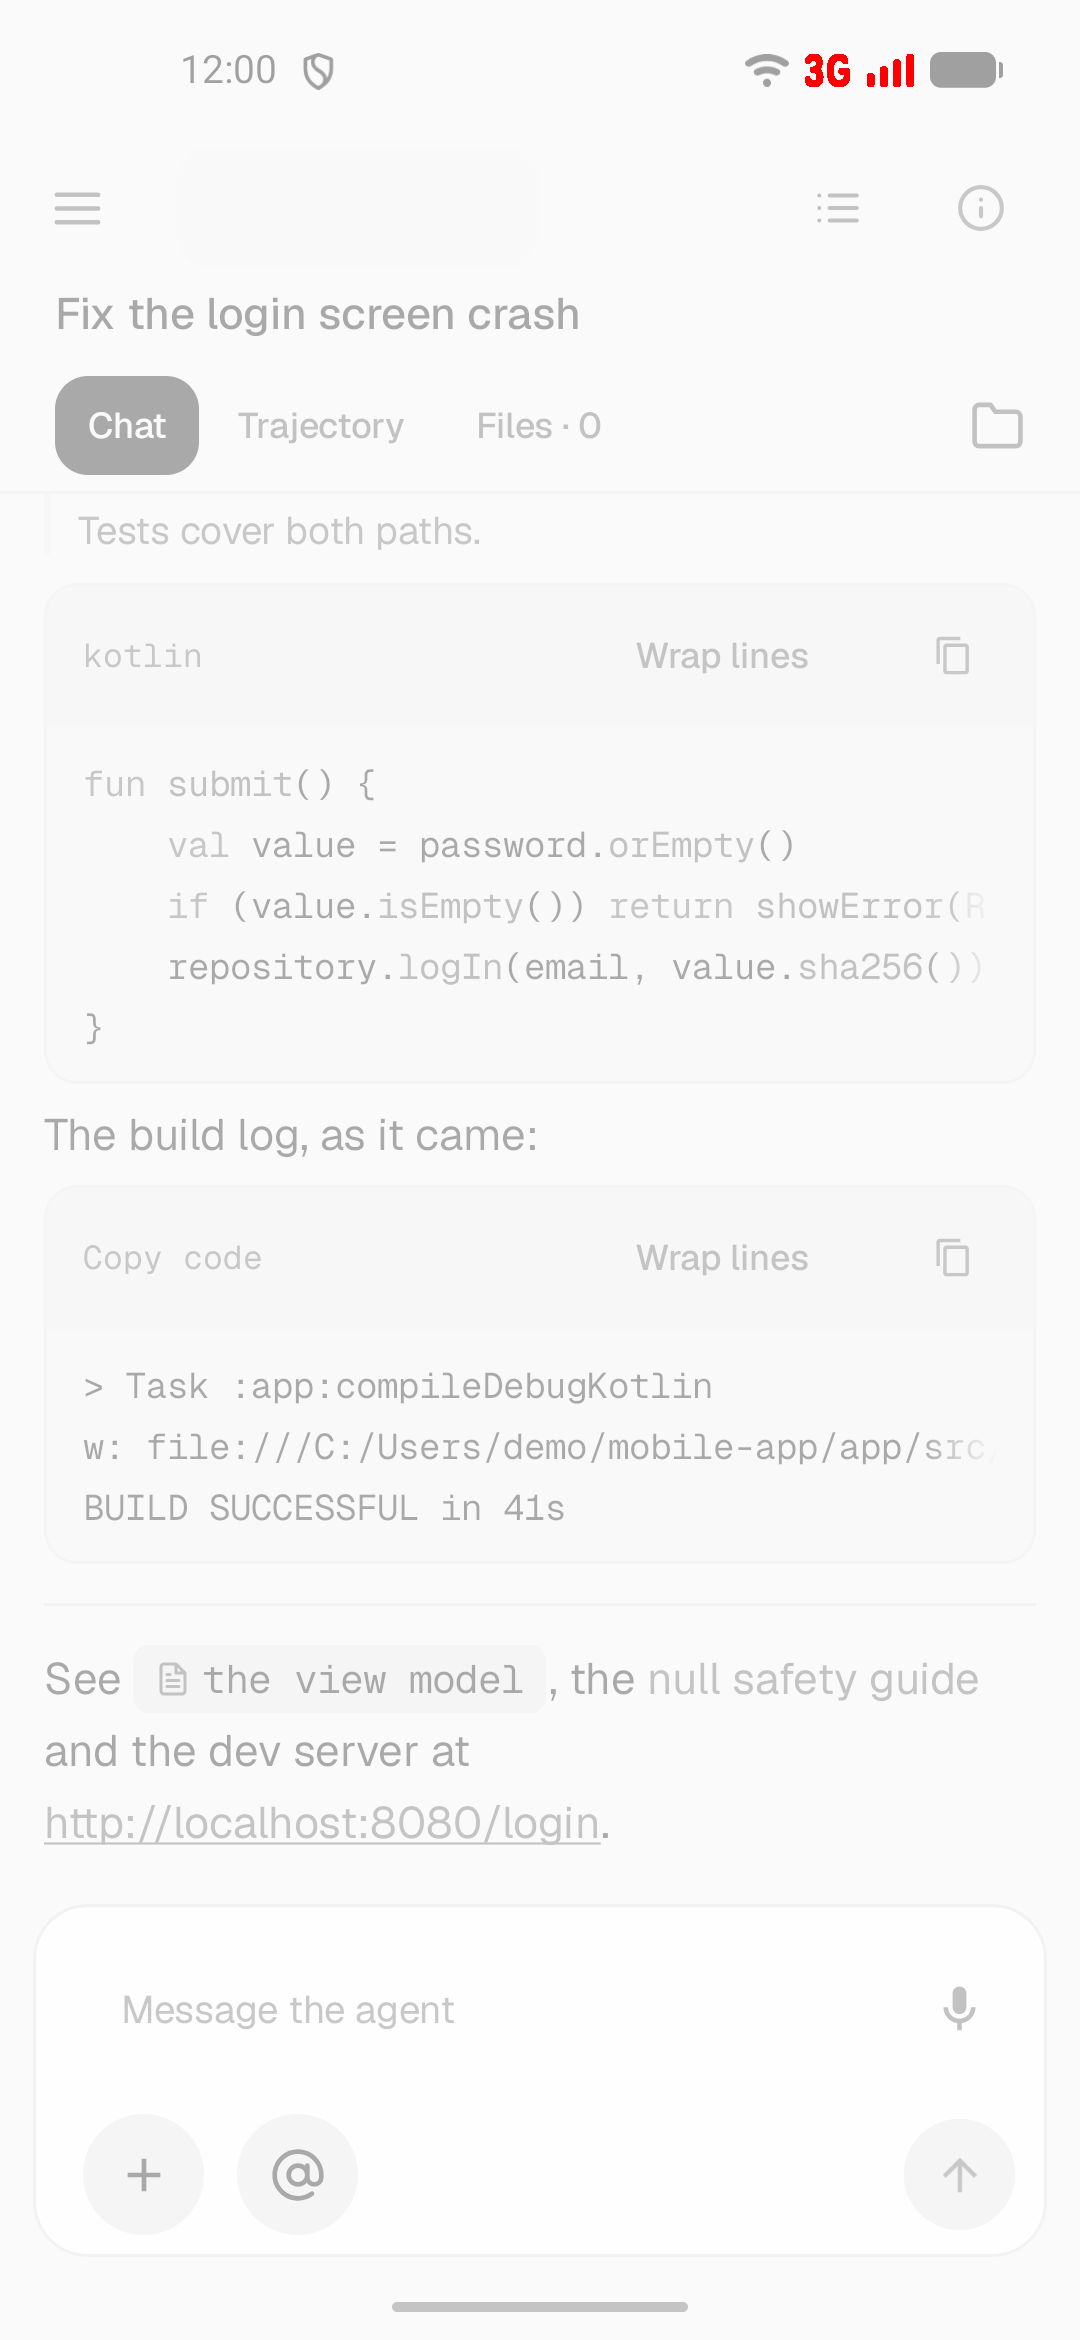 12:00
3G
Fix the login screen crash
Chat
Trajectory
Files · 0
Tests cover both paths.
kotlin
Wrap lines
fun submit() {
    val value = password.orEmpty()
    if (value.isEmpty()) return showError(R
    repository.logIn(email, value.sha256())
}
The build log, as it came:
Copy code
Wrap lines
> Task :app:compileDebugKotlin
w: file:///C:/Users/demo/mobile-app/app/src/
BUILD SUCCESSFUL in 41s
See the view model, the null safety guide
and the dev server at
http://localhost:8080/login.
Message the agent